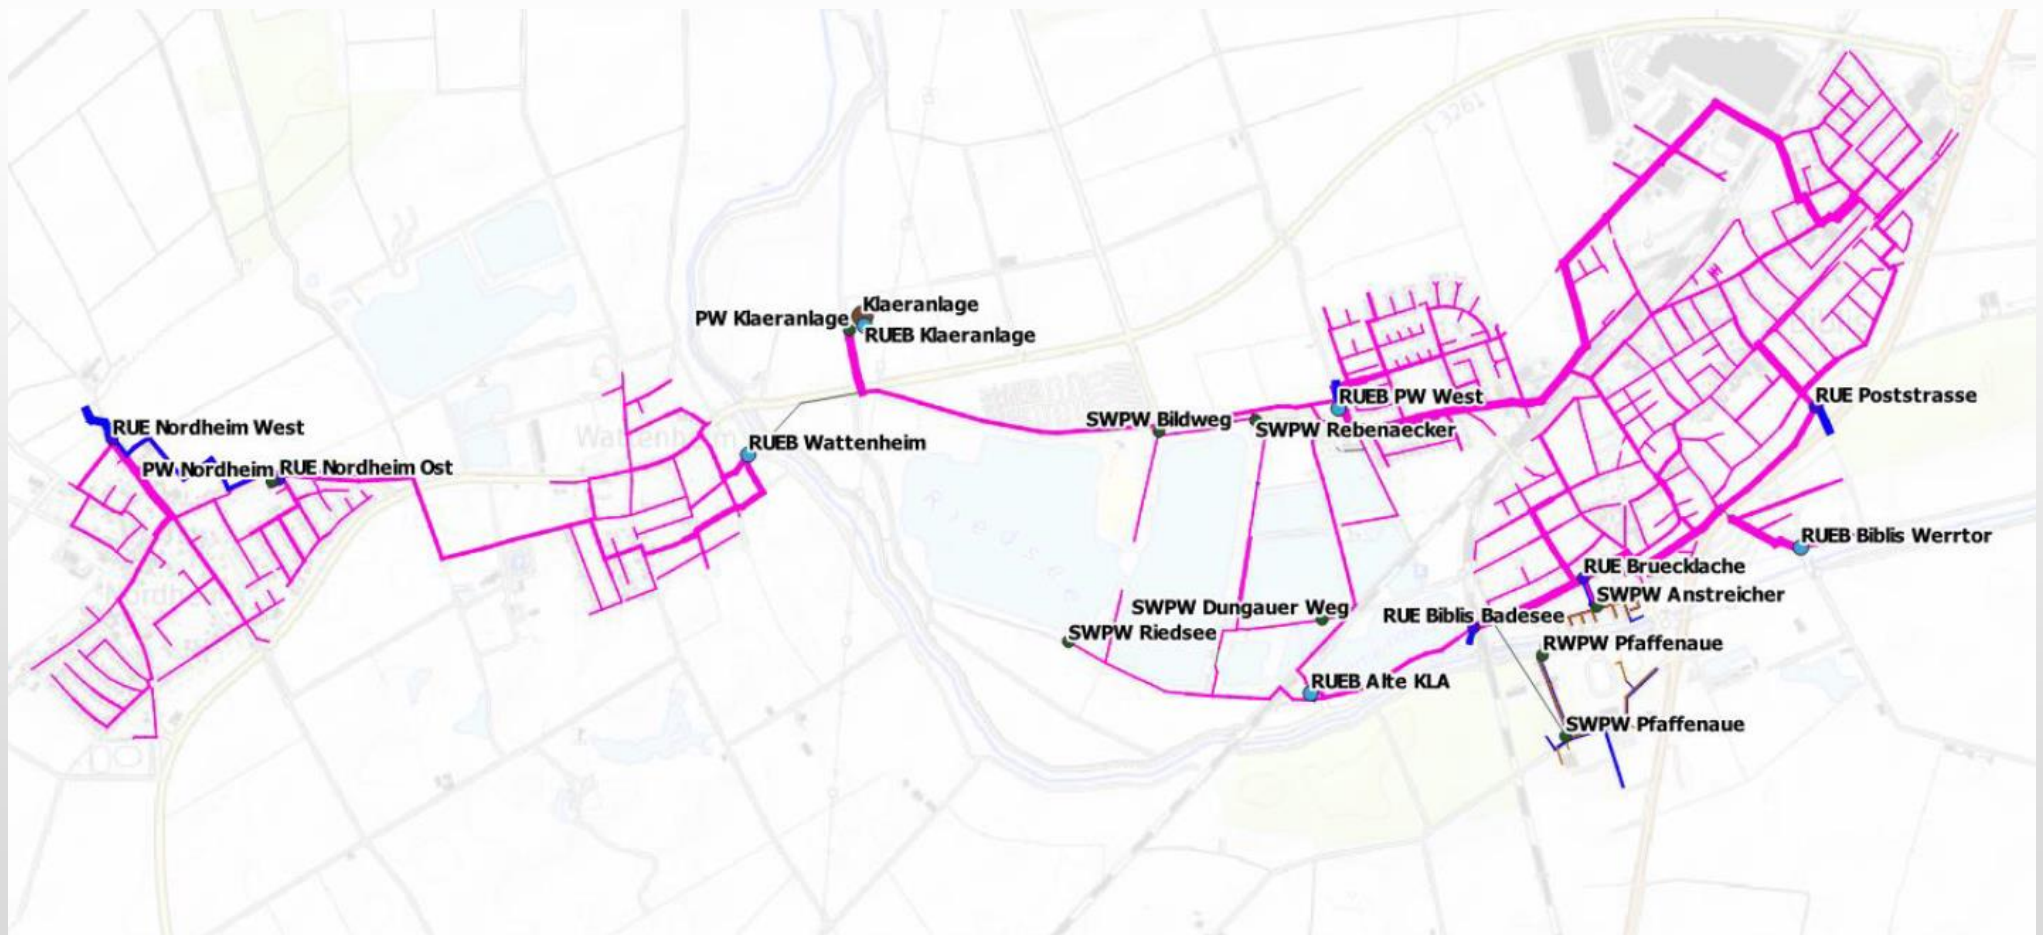 L 3261
Klaeranlage
PW Klaeranlage
RUEB Klaeranlage
RUEB PW West
RUE Poststrasse
SWPW Bildweg
SWPW Rebenaecker
RUE Nordheim West
Wattenheim
RUEB Wattenheim
PW Nordheim
RUE Nordheim Ost
RUEB Biblis Werrtor
RUE Bruecklache
SWPW Anstreicher
Nordheim
SWPW Dungauer Weg
RUE Biblis Badesee
SWPW Riedsee
RWPW Pfaffenaue
RUEB Alte KLA
SWPW Pfaffenaue